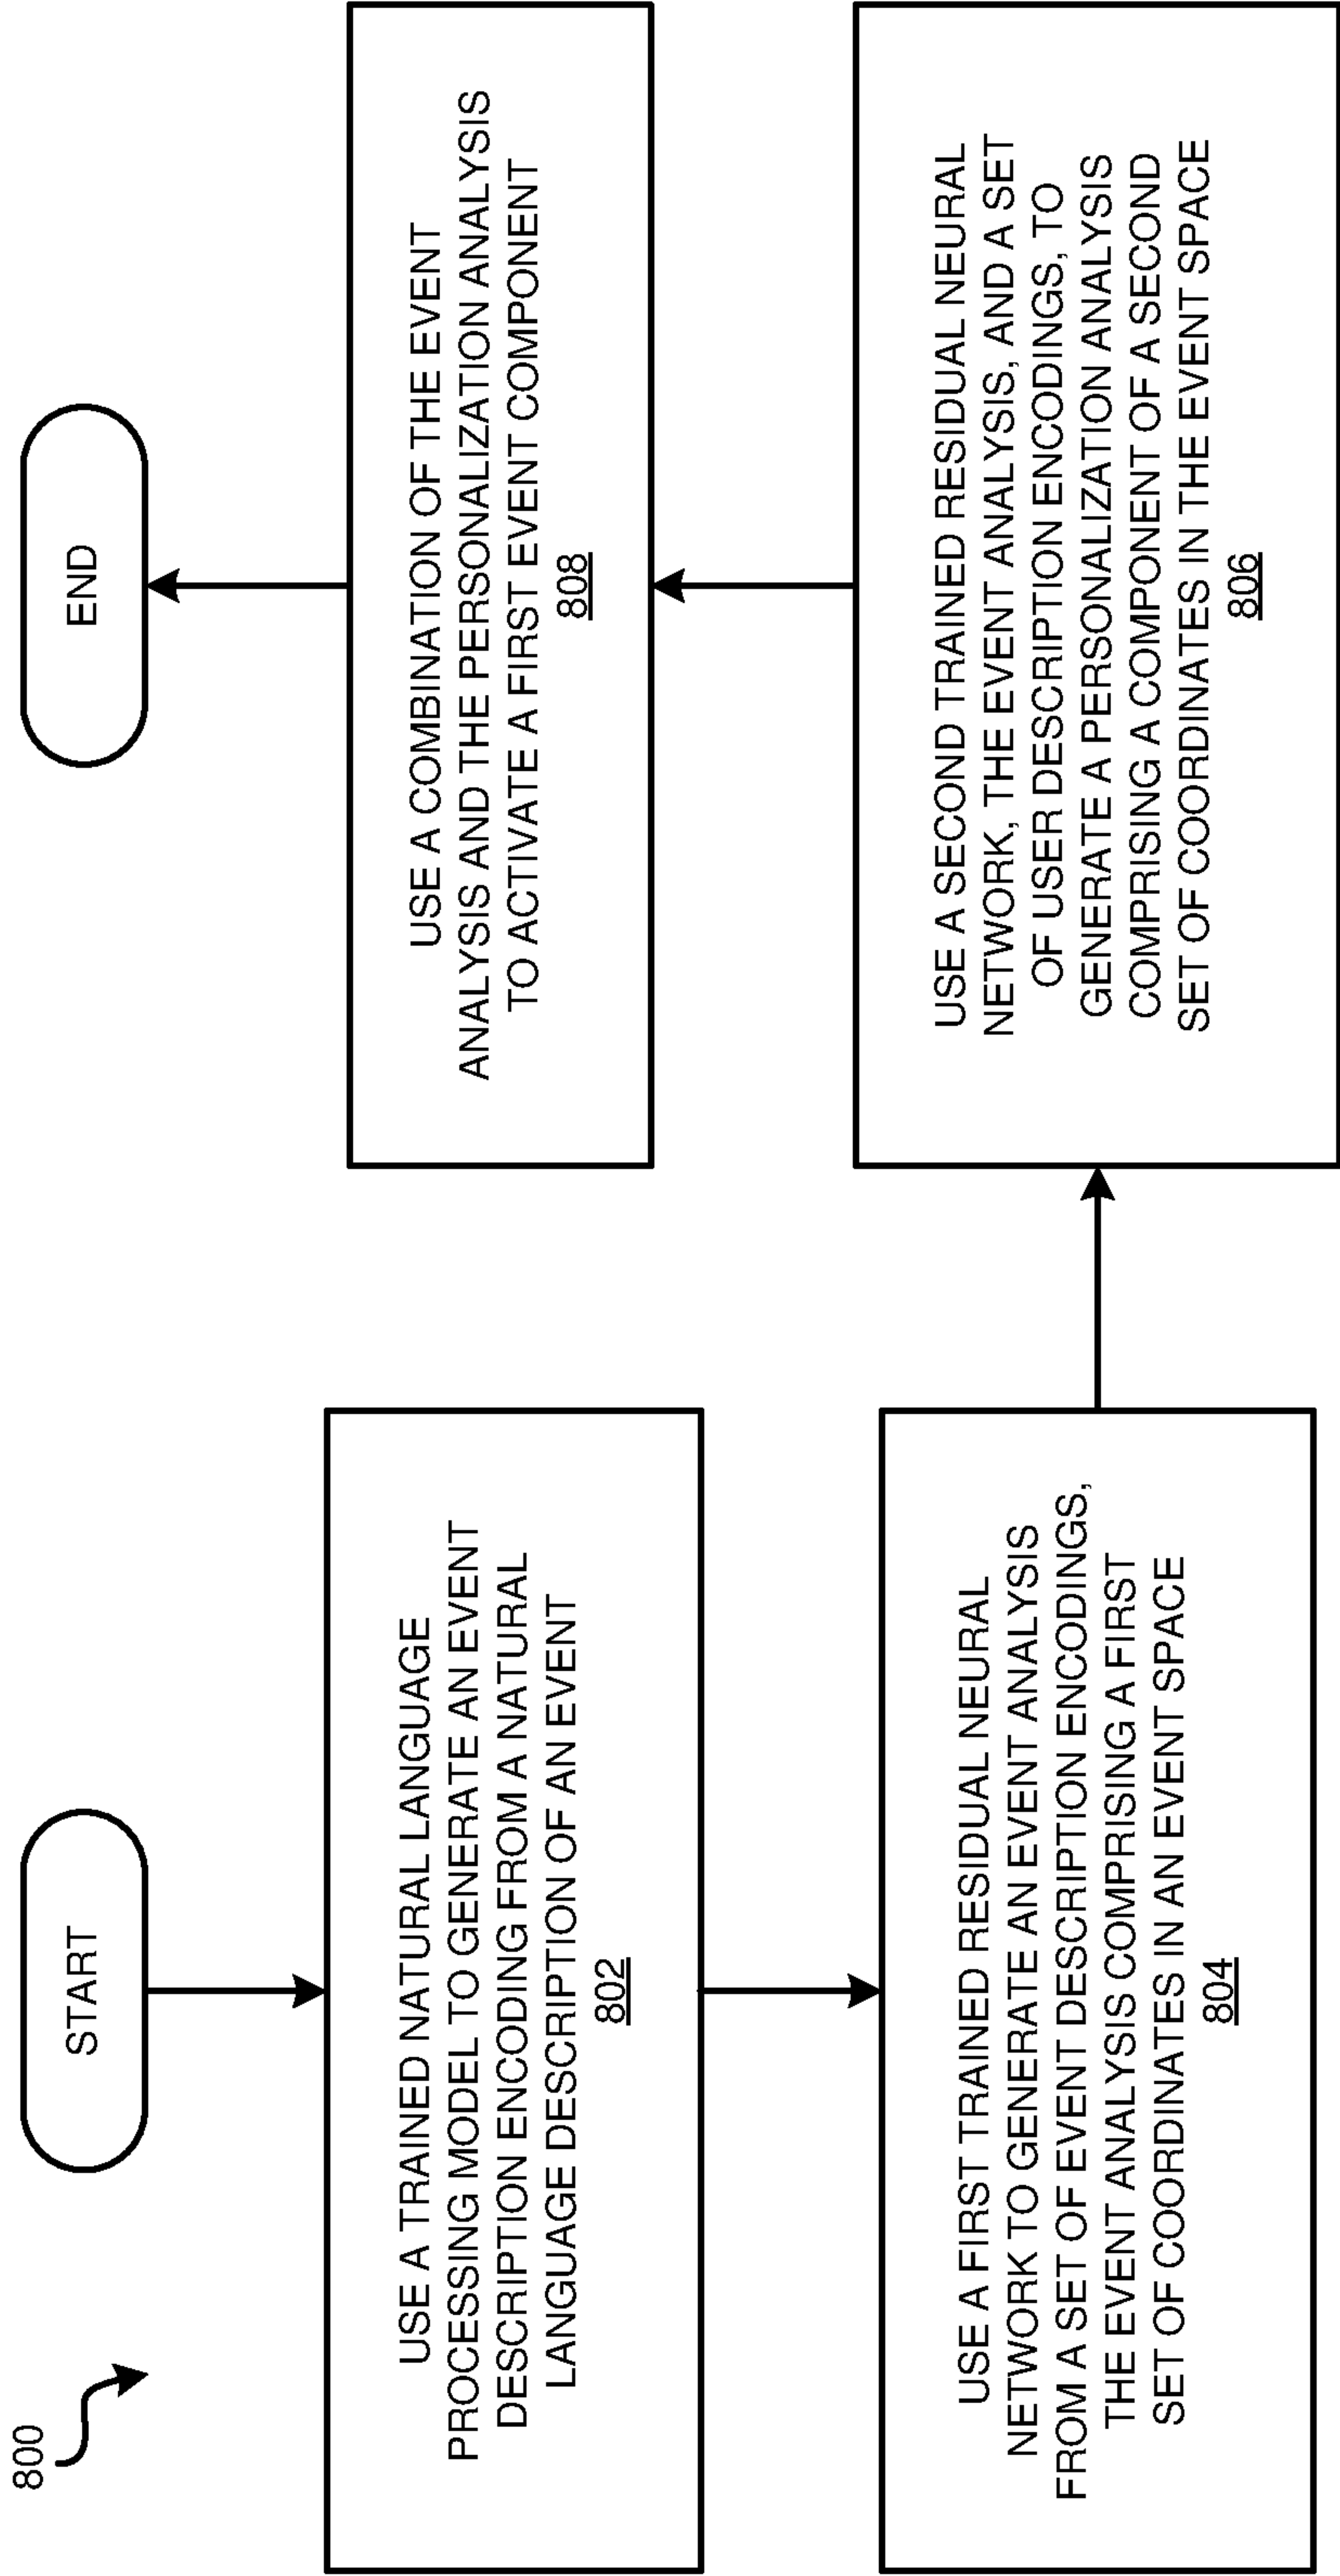 800
START
USE A TRAINED NATURAL LANGUAGE
PROCESSING MODEL TO GENERATE AN EVENT
DESCRIPTION ENCODING FROM A NATURAL
LANGUAGE DESCRIPTION OF AN EVENT
802
USE A FIRST TRAINED RESIDUAL NEURAL
NETWORK TO GENERATE AN EVENT ANALYSIS
FROM A SET OF EVENT DESCRIPTION ENCODINGS,
THE EVENT ANALYSIS COMPRISING A FIRST
SET OF COORDINATES IN AN EVENT SPACE
804
USE A SECOND TRAINED RESIDUAL NEURAL
NETWORK, THE EVENT ANALYSIS, AND A SET
OF USER DESCRIPTION ENCODINGS, TO
GENERATE A PERSONALIZATION ANALYSIS
COMPRISING A COMPONENT OF A SECOND
SET OF COORDINATES IN THE EVENT SPACE
806
USE A COMBINATION OF THE EVENT
ANALYSIS AND THE PERSONALIZATION ANALYSIS
TO ACTIVATE A FIRST EVENT COMPONENT
808
END